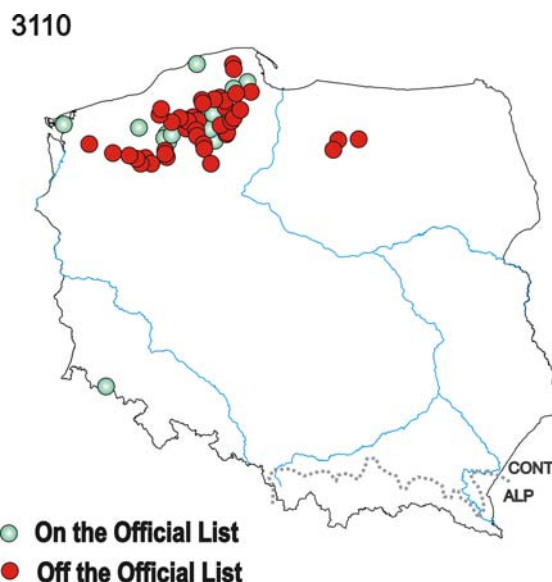 3110
CONT
ALP
On the Official List
Off the Official List